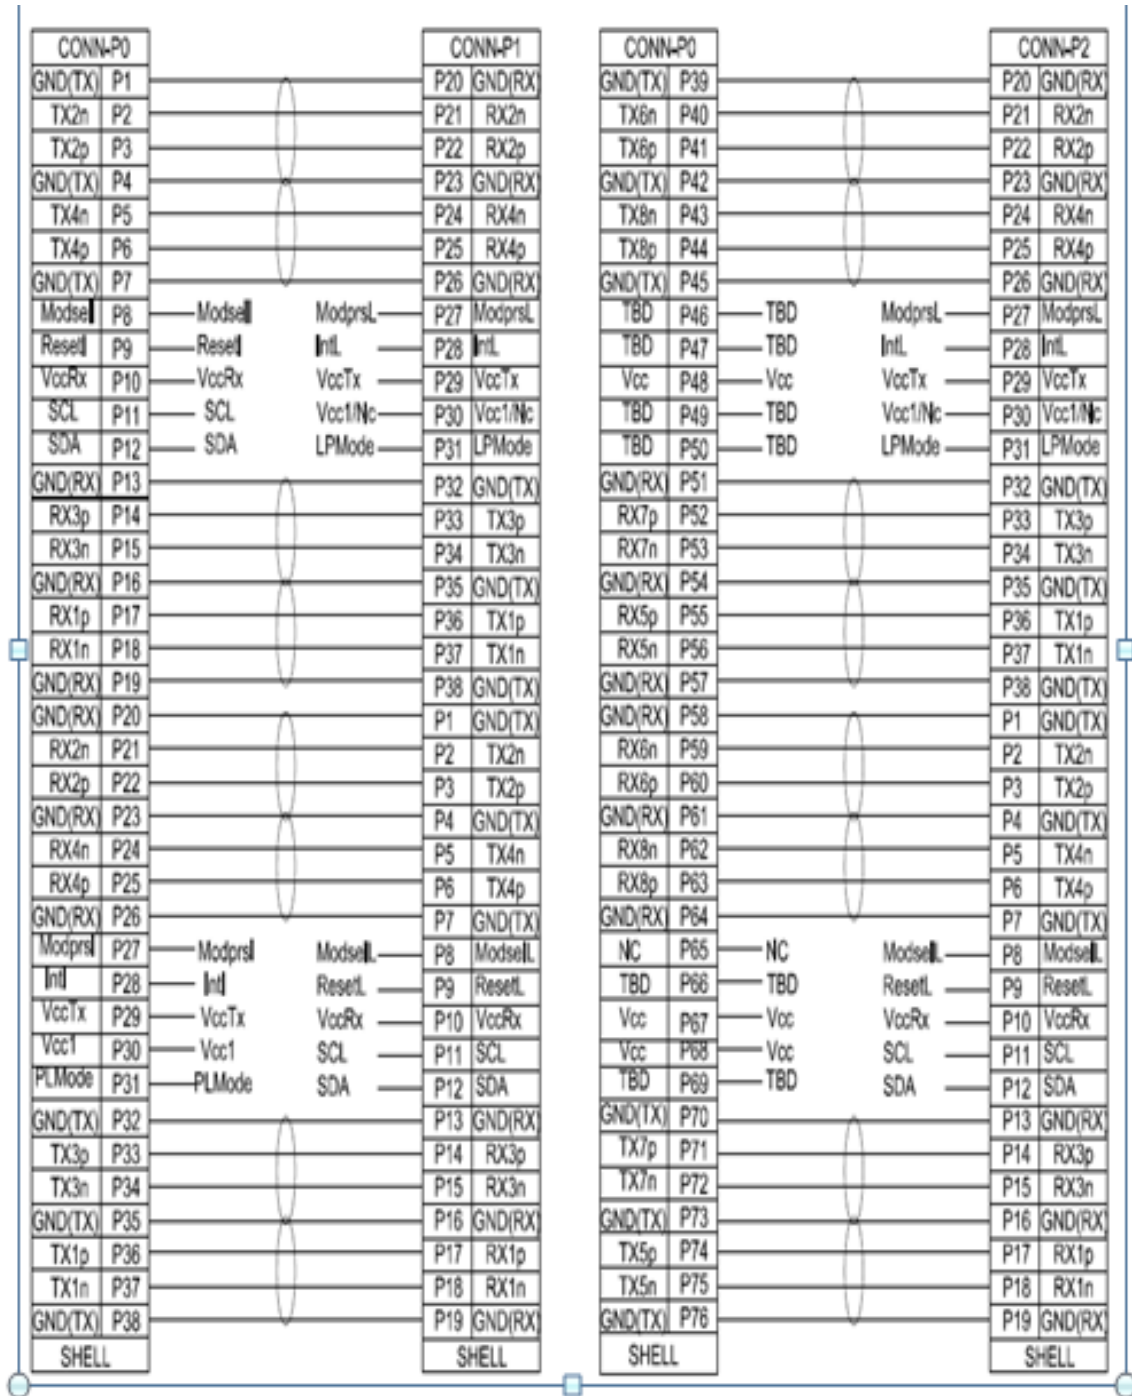 CONN-P0 CONN-P1 CONN-P0 CONN-P2
GND(TX) P1 P20 GND(RX) GND(TX) P39 P20 GND(RX)
TX2n P2 P21 RX2n TX6n P40 P21 RX2n
TX2p P3 P22 RX2p TX6p P41 P22 RX2p
GND(TX) P4 P23 GND(RX) GND(TX) P42 P23 GND(RX)
TX4n P5 P24 RX4n TX8n P43 P24 RX4n
TX4p P6 P25 RX4p TX8p P44 P25 RX4p
GND(TX) P7 P26 GND(RX) GND(TX) P45 P26 GND(RX)
Modsell P8 Modsell ModprsL P27 ModprsL TBD P46 TBD ModprsL P27 ModprsL
Resetl P9 Resetl IntL P28 IntL TBD P47 TBD IntL P28 IntL
VccRx P10 VccRx VccTx P29 VccTx Vcc P48 Vcc VccTx P29 VccTx
SCL P11 SCL Vcc1/Nc P30 Vcc1/Nc TBD P49 TBD Vcc1/Nc P30 Vcc1/Nc
SDA P12 SDA LPMode P31 LPMode TBD P50 TBD LPMode P31 LPMode
GND(RX) P13 P32 GND(TX) GND(RX) P51 P32 GND(TX)
RX3p P14 P33 TX3p RX7p P52 P33 TX3p
RX3n P15 P34 TX3n RX7n P53 P34 TX3n
GND(RX) P16 P35 GND(TX) GND(RX) P54 P35 GND(TX)
RX1p P17 P36 TX1p RX5p P55 P36 TX1p
RX1n P18 P37 TX1n RX5n P56 P37 TX1n
GND(RX) P19 P38 GND(TX) GND(RX) P57 P38 GND(TX)
GND(RX) P20 P1 GND(TX) GND(RX) P58 P1 GND(TX)
RX2n P21 P2 TX2n RX6n P59 P2 TX2n
RX2p P22 P3 TX2p RX6p P60 P3 TX2p
GND(RX) P23 P4 GND(TX) GND(RX) P61 P4 GND(TX)
RX4n P24 P5 TX4n RX8n P62 P5 TX4n
RX4p P25 P6 TX4p RX8p P63 P6 TX4p
GND(RX) P26 P7 GND(TX) GND(RX) P64 P7 GND(TX)
Modprsl P27 Modprsl ModselL P8 ModselL NC P65 NC ModselL P8 ModselL
Intl P28 Intl ResetL P9 ResetL TBD P66 TBD ResetL P9 ResetL
VccTx P29 VccTx VccRx P10 VccRx Vcc P67 Vcc VccRx P10 VccRx
Vcc1 P30 Vcc1 SCL P11 SCL Vcc P68 Vcc SCL P11 SCL
PLMode P31 PLMode SDA P12 SDA TBD P69 TBD SDA P12 SDA
GND(TX) P32 P13 GND(RX) GND(TX) P70 P13 GND(RX)
TX3p P33 P14 RX3p TX7p P71 P14 RX3p
TX3n P34 P15 RX3n TX7n P72 P15 RX3n
GND(TX) P35 P16 GND(RX) GND(TX) P73 P16 GND(RX)
TX1p P36 P17 RX1p TX5p P74 P17 RX1p
TX1n P37 P18 RX1n TX5n P75 P18 RX1n
GND(TX) P38 P19 GND(RX) GND(TX) P76 P19 GND(RX)
SHELL SHELL SHELL SHELL